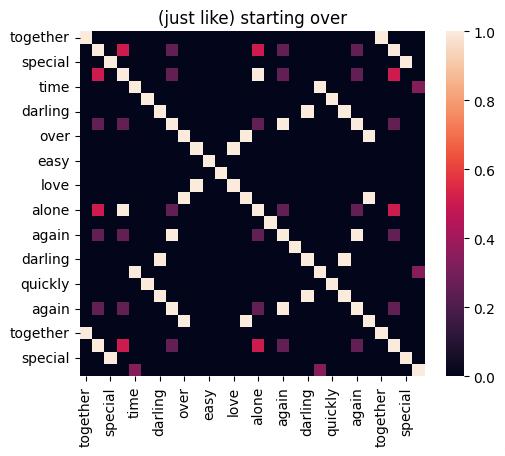 (just like) starting over
together
special
time
darling
over
easy
love
alone
again
darling
quickly
again
together
special
together
special
time
darling
over
easy
love
alone
again
darling
quickly
again
together
special
1.0
0.8
0.6
0.4
0.2
0.0